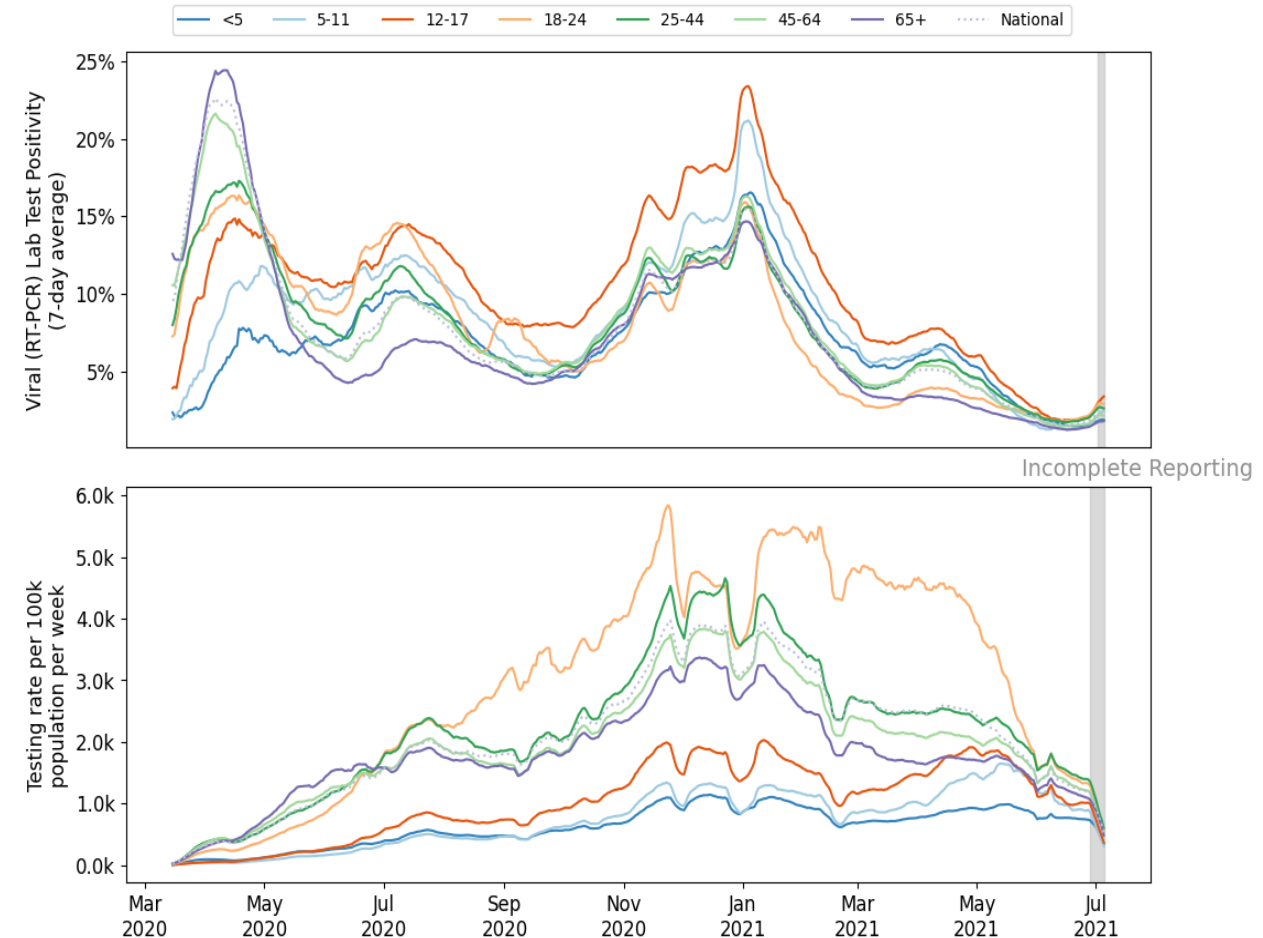 <5 5-11 12-17 18-24 25-44 45-64 65+ National
Viral (RT-PCR) Lab Test Positivity
(7-day average)
25%
20%
15%
10%
5%
Incomplete Reporting
Testing rate per 100k
population per week
6.0k
5.0k
4.0k
3.0k
2.0k
1.0k
0.0k
Mar May Jul Sep Nov Jan Mar May Jul
2020 2020 2020 2020 2020 2021 2021 2021 2021